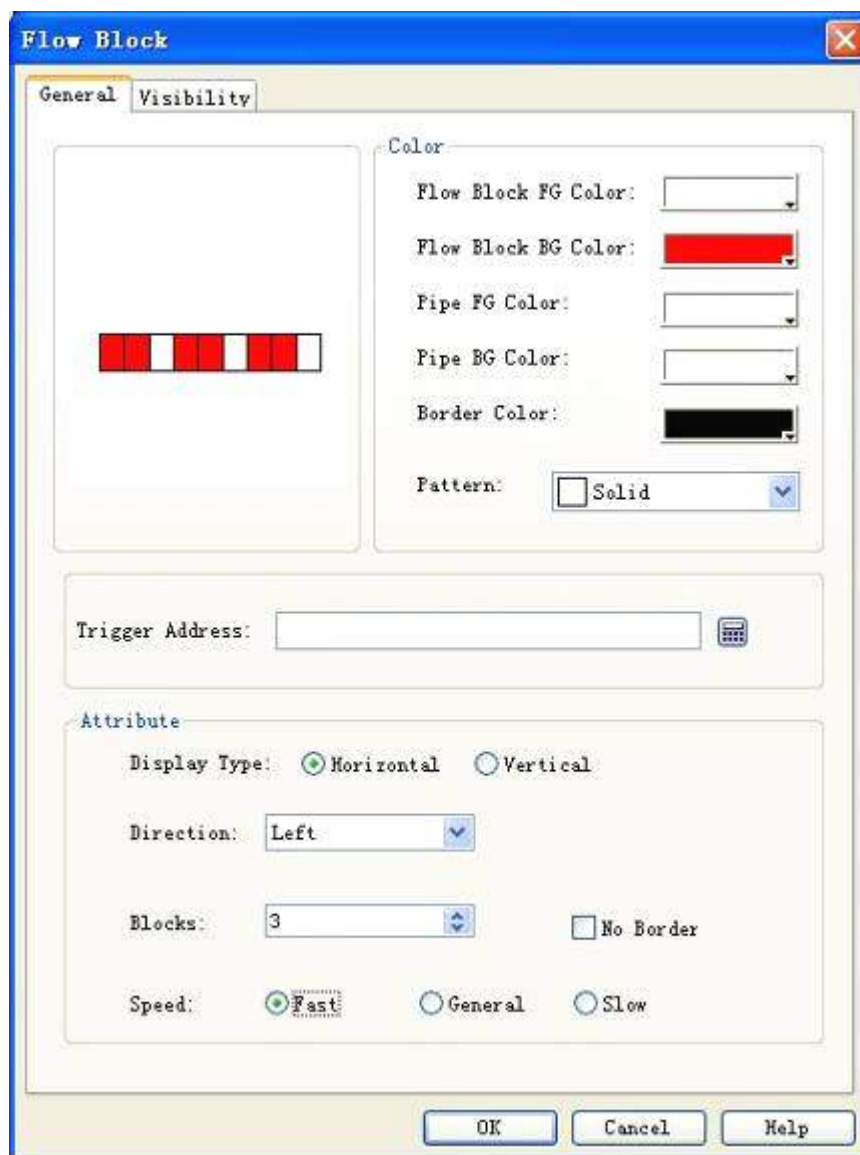 Flow Block
General Visibility
Color
Flow Block FG Color:
Flow Block BG Color:
Pipe FG Color:
Pipe BG Color:
Border Color:
Pattern: Solid
Trigger Address:
Attribute
Display Type: Horizontal Vertical
Direction: Left
Blocks: 3 No Border
Speed: Fast General Slow
OK Cancel Help